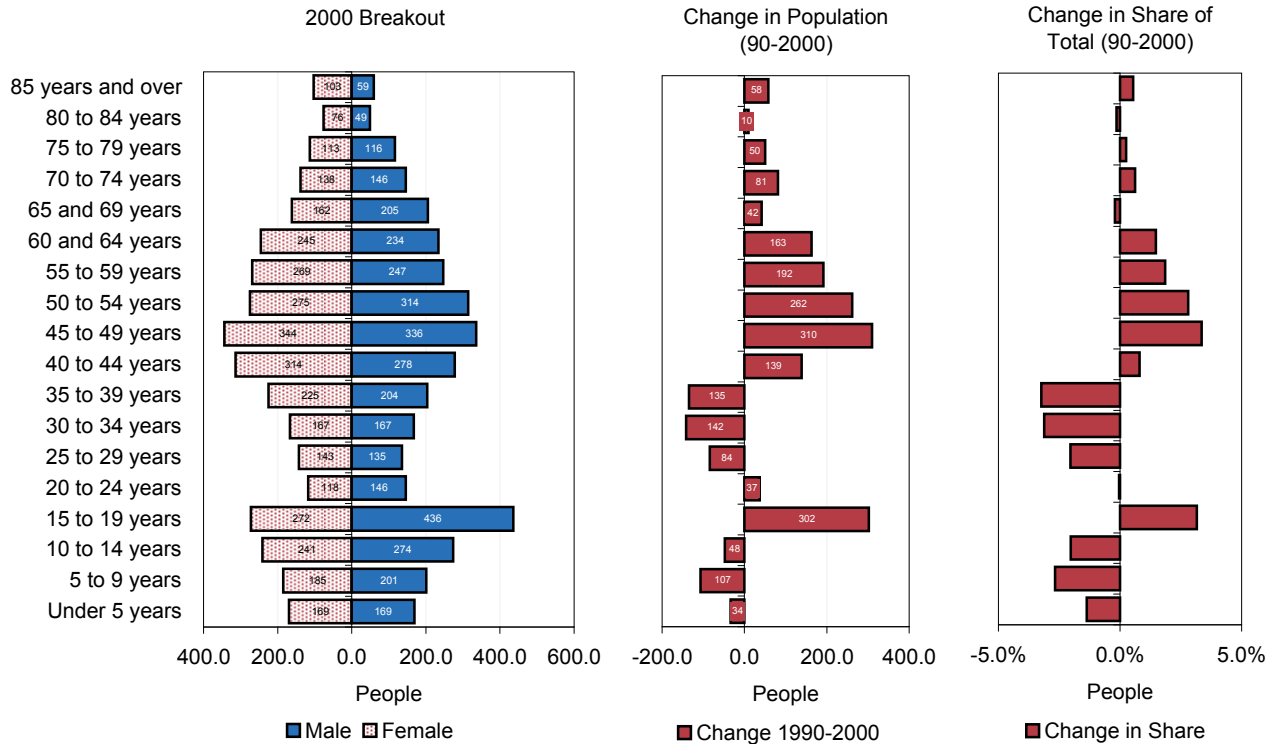 2000 Breakout
Change in Population
(90-2000)
Change in Share of
Total (90-2000)
85 years and over 103 59 58
80 to 84 years 76 49 10
75 to 79 years 113 116 50
70 to 74 years 138 146 81
65 and 69 years 162 205 42
60 and 64 years 245 234 163
55 to 59 years 269 247 192
50 to 54 years 275 314 262
45 to 49 years 344 336 310
40 to 44 years 314 278 139
35 to 39 years 225 204 135
30 to 34 years 167 167 142
25 to 29 years 143 135 84
20 to 24 years 118 146 37
15 to 19 years 272 436 302
10 to 14 years 241 274 48
5 to 9 years 185 201 107
Under 5 years 169 169 34
400.0 200.0 0.0 200.0 400.0 600.0
-200.0 0.0 200.0 400.0
-5.0% 0.0% 5.0%
People
People
People
Male Female
Change 1990-2000
Change in Share